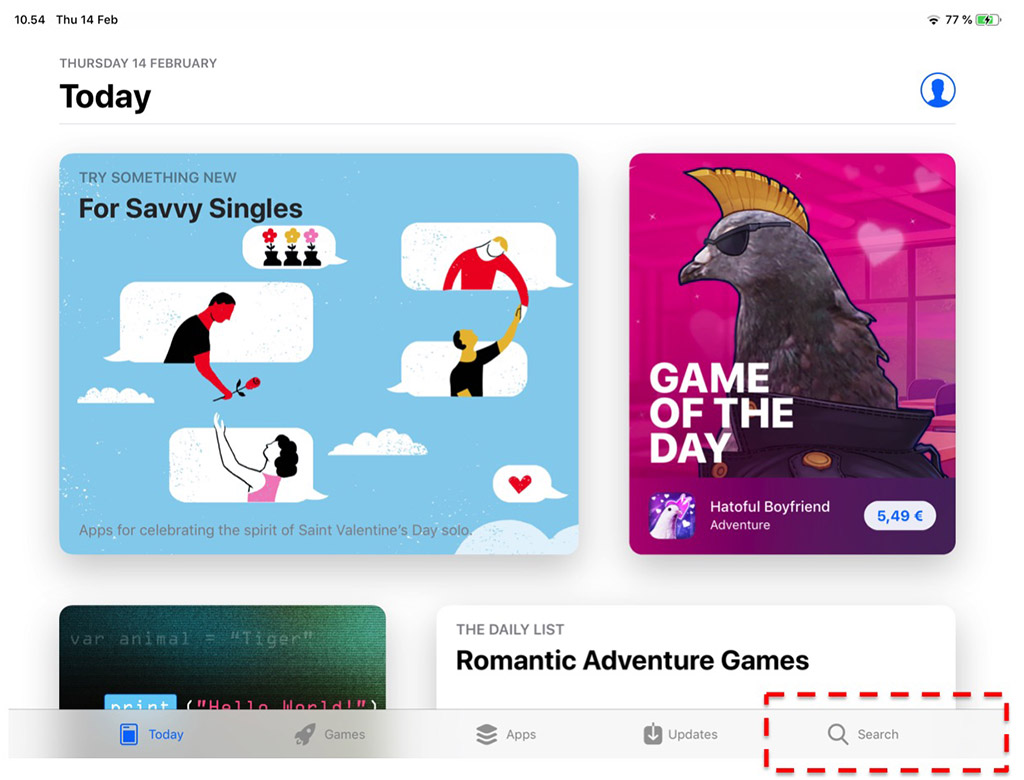 10.54 Thu 14 Feb
77 %
THURSDAY 14 FEBRUARY
Today
TRY SOMETHING NEW
For Savvy Singles
Apps for celebrating the spirit of Saint Valentine's Day solo.
GAME
OF THE
DAY
Hatoful Boyfriend
Adventure
5,49 €
var animal = "Tiger"
print ("Hello World!")
THE DAILY LIST
Romantic Adventure Games
Today
Games
Apps
Updates
Search